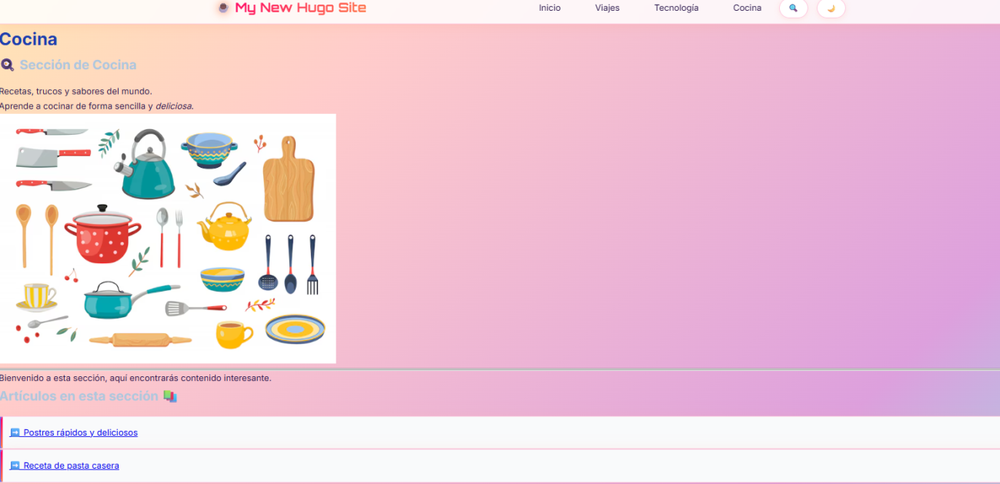 My New Hugo Site
Inicio Viajes Tecnología Cocina
Cocina
Sección de Cocina
Recetas, trucos y sabores del mundo.
Aprende a cocinar de forma sencilla y deliciosa.
Bienvenido a esta sección, aquí encontrarás contenido interesante.
Artículos en esta sección
Postres rápidos y deliciosos
Receta de pasta casera